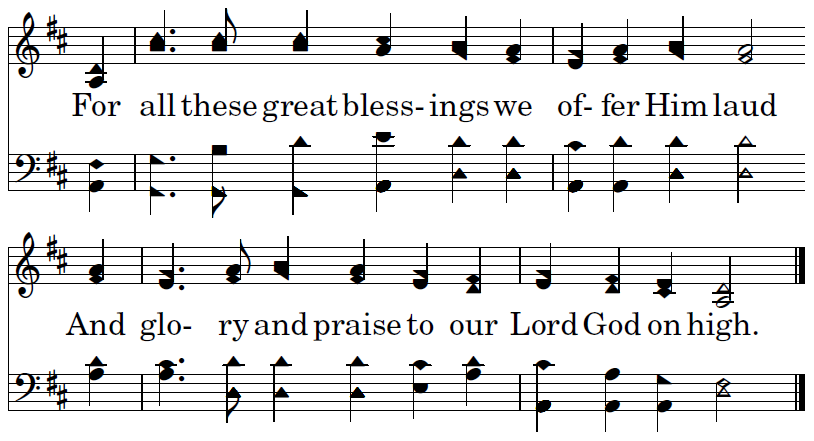 For all these great bless- ings we of- fer Him laud
And glo- ry and praise to our Lord God on high.